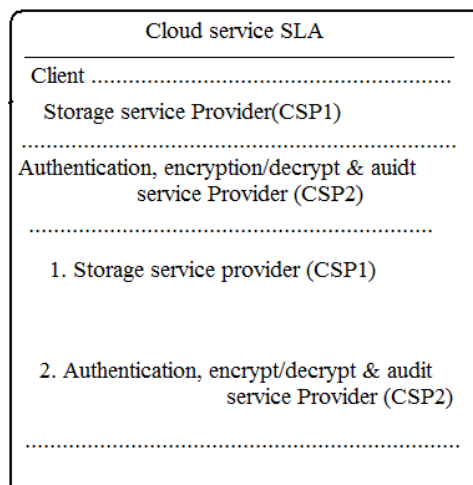 Cloud service SLA
Client ..........................................................
Storage service Provider(CSP1)
......................................................................
Authentication, encryption/decrypt & auidt
service Provider (CSP2)
.................................................................
1. Storage service provider (CSP1)
2. Authentication, encrypt/decrypt & audit
service Provider (CSP2)
......................................................................